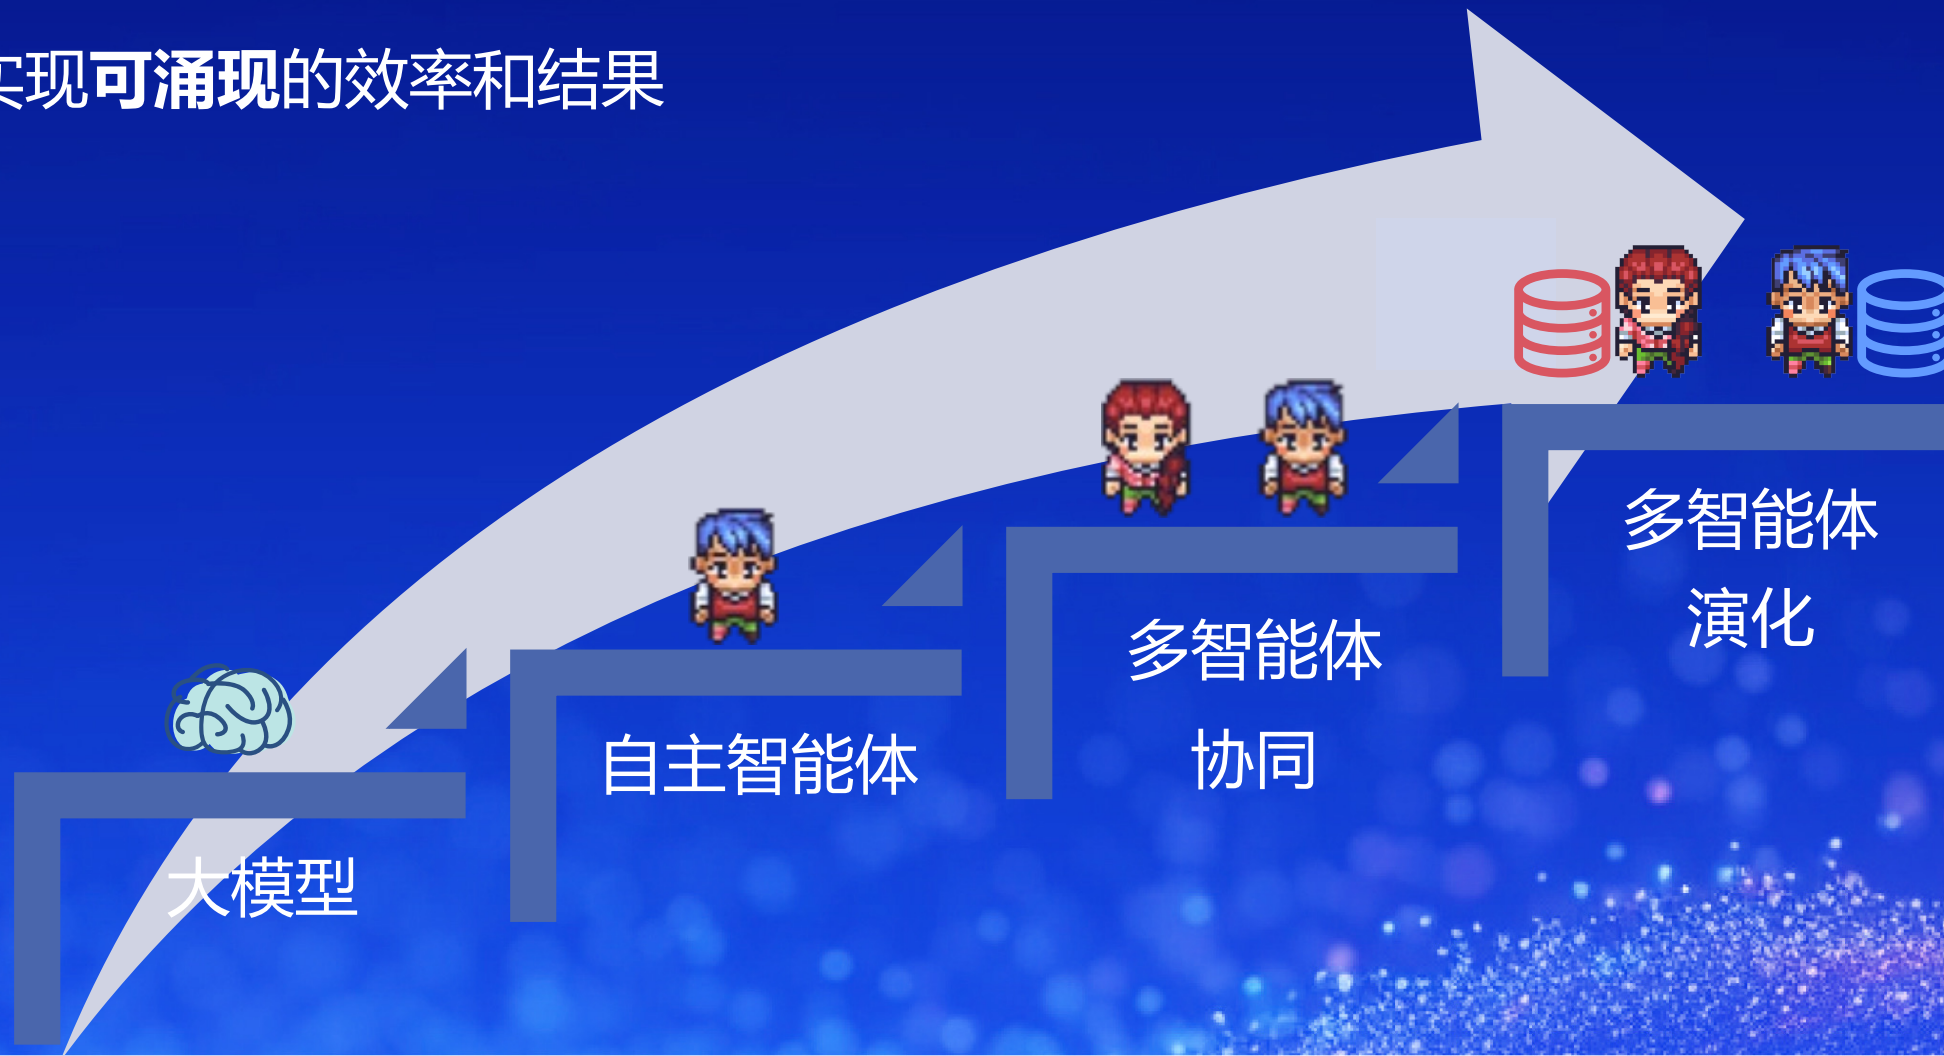 实现可涌现的效率和结果
多智能体
演化
多智能体
协同
自主智能体
大模型